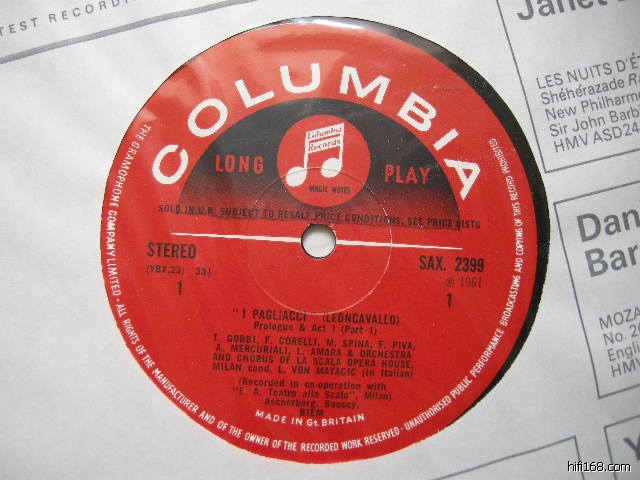 TEST RECORDIN
Janet
LES NUITS D'É
Shéhérazade R
New Philharm
Sir John Barb
HMV ASD24
Dan
Bar
MOZA
No. 2
HMV
COLUMBIA
LONG PLAY
Columbia
Records
MAGIC NOTES
SOLD IN U.K. SUBJECT TO RESALE PRICE CONDITIONS, SEE PRICE LISTS
STEREO
(YBX.23) 33⅓
1
SAX. 2399
℗ 1961
1
"I PAGLIACCI" (LEONCAVALLO)
Prologue & Act I (Part 1)
T. GOBBI, F. CORELLI, M. SPINA, F. PIVA,
A. MERCURIALI, L. AMARA & ORCHESTRA
AND CHORUS OF LA SCALA OPERA HOUSE,
MILAN cond. L. VON MATACIC (In Italian)
(Recorded in co-operation with
"E. A. Teatro alla Scala", Milan)
Ascherberg. Boosey.
BIEM
MADE IN Gt. BRITAIN
THE GRAMOPHONE COMPANY LIMITED · ALL RIGHTS OF THE MANUFACTURER AND OF THE OWNER OF THE RECORDED WORK RESERVED · UNAUTHORISED PUBLIC PERFORMANCE BROADCASTING AND COPYING OF THIS RECORD PROHIBITED
hifi168.com